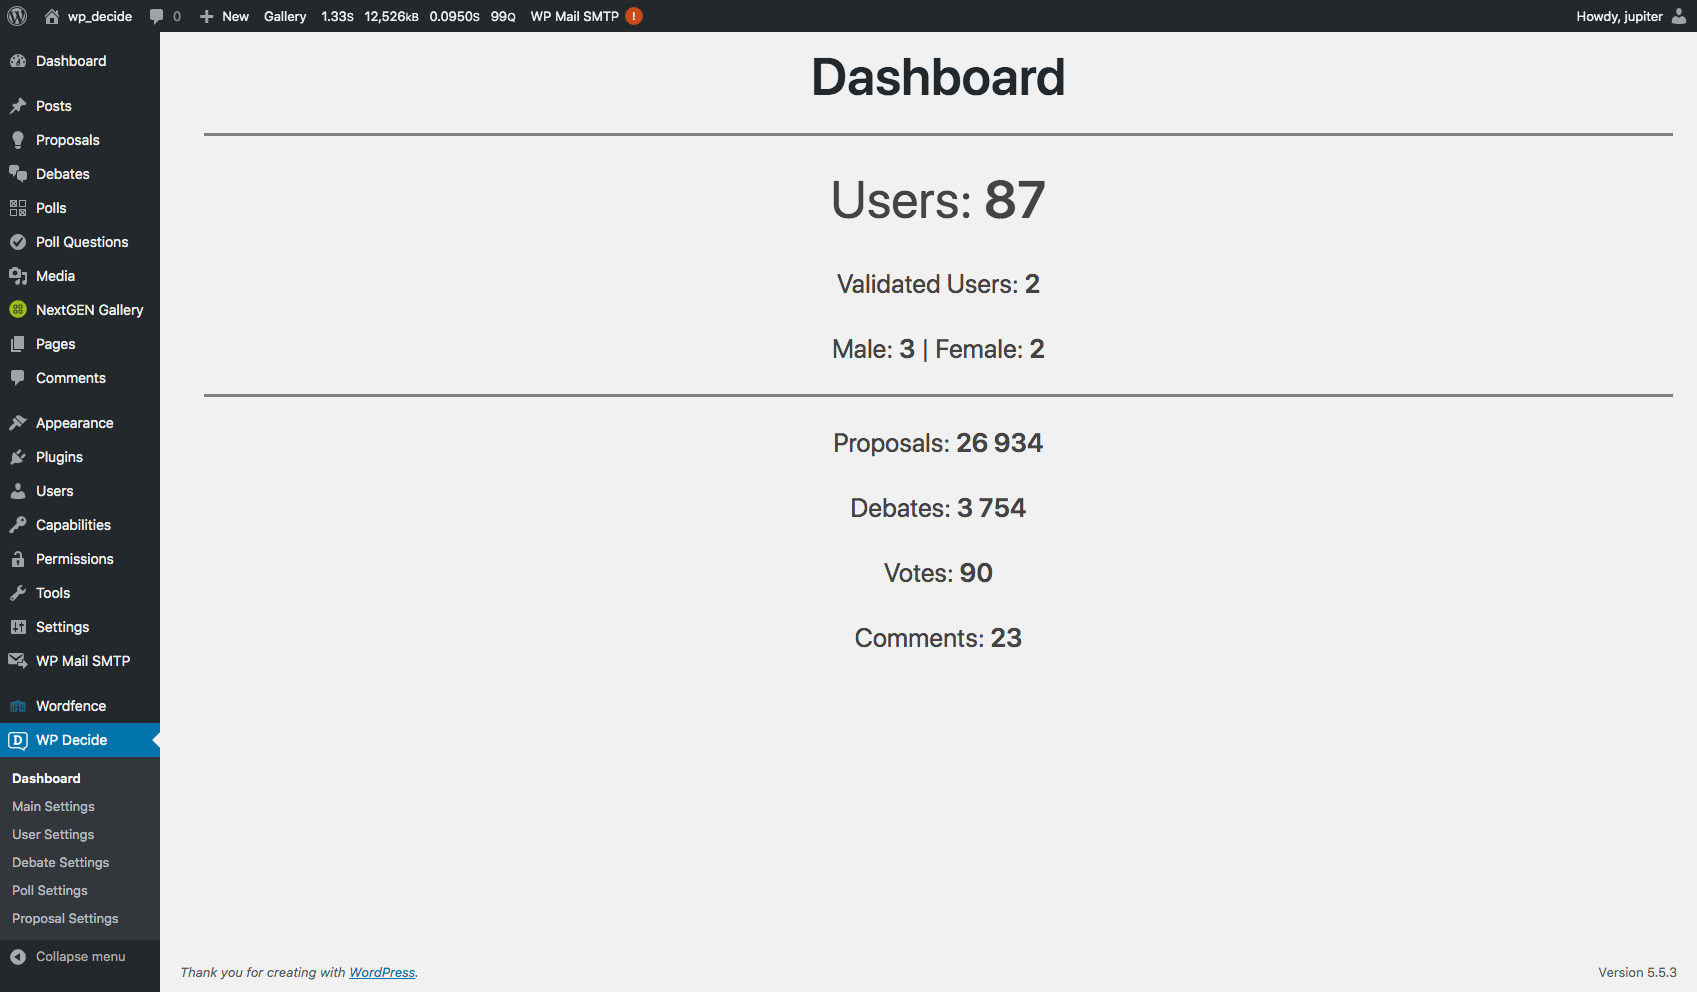 wp_decide 0 New Gallery 1.33S 12,526KB 0.0950S 99Q WP Mail SMTP ! Howdy, jupiter
Dashboard
Posts
Proposals
Debates
Polls
Poll Questions
Media
NextGEN Gallery
Pages
Comments
Appearance
Plugins
Users
Capabilities
Permissions
Tools
Settings
WP Mail SMTP
Wordfence
D WP Decide
Dashboard
Main Settings
User Settings
Debate Settings
Poll Settings
Proposal Settings
Collapse menu
Dashboard
Users: 87
Validated Users: 2
Male: 3 | Female: 2
Proposals: 26 934
Debates: 3 754
Votes: 90
Comments: 23
Thank you for creating with WordPress. Version 5.5.3